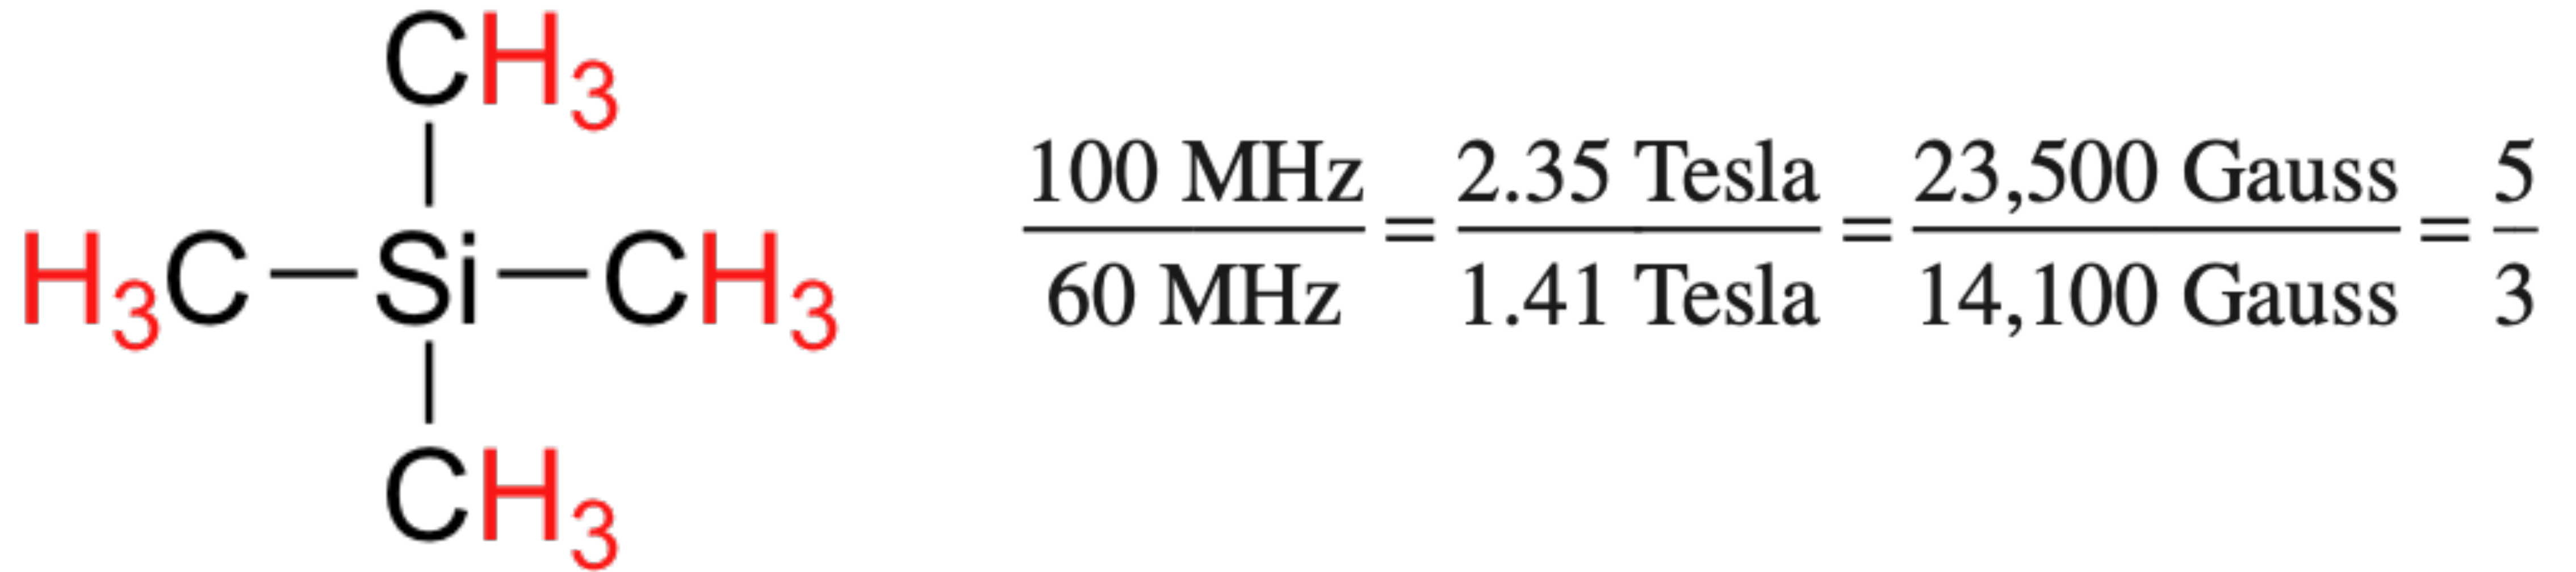 CH3
H3C—Si—CH3
CH3
100 MHz / 60 MHz = 2.35 Tesla / 1.41 Tesla = 23,500 Gauss / 14,100 Gauss = 5 / 3